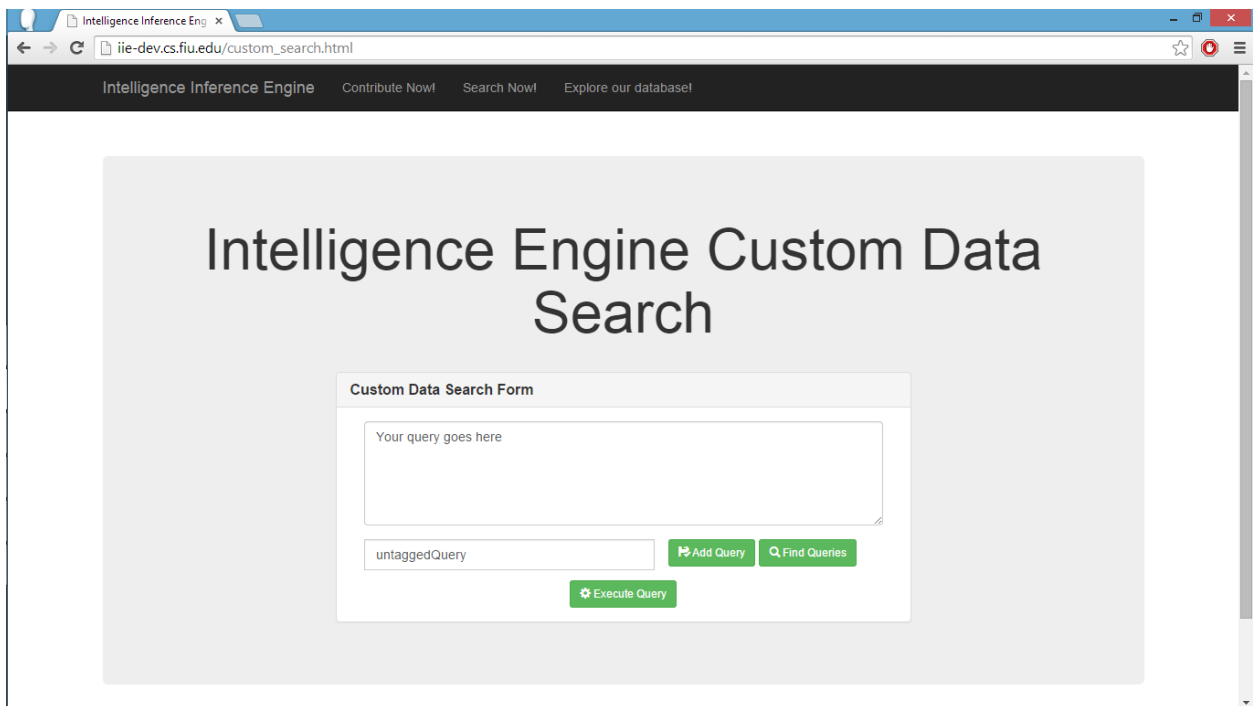 Intelligence Inference Eng
iie-dev.cs.fiu.edu/custom_search.html
Intelligence Inference Engine Contribute Now! Search Now! Explore our database!
Intelligence Engine Custom Data
Search
Custom Data Search Form
Your query goes here
untaggedQuery Add Query Find Queries
Execute Query